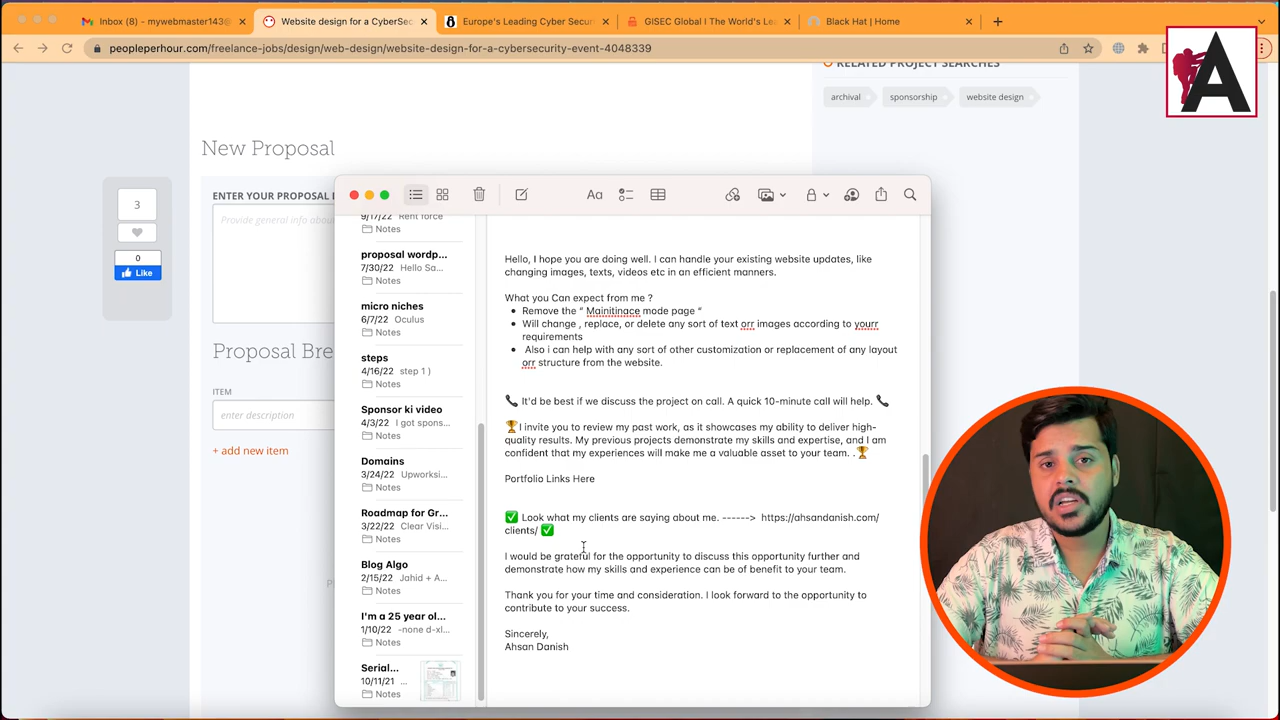 Inbox (3) - mywebmaster143@
Website design for a CyberSec
Europe's Leading Cyber Securi
GISEC Global I The World's Lea
Black Hat | Home
peopleperhour.com/freelance-jobs/design/web-design/website-design-for-a-cybersecurity-event-4048339
A
RELATED PROJECT SEARCHES
archival
sponsorship
website design
New Proposal
3
0
Like
ENTER YOUR PROPOSAL
Provide general info about
Proposal Bre
ITEM
enter description
+ add new item
Aa
9/17/22 Rent force
Notes
proposal wordp...
7/30/22 Hello Sa...
Notes
micro niches
6/7/22 Oculus
Notes
steps
4/16/22 step 1 )
Notes
Sponsor ki video
4/3/22 I got spons...
Notes
Domains
3/24/22 Upworksi...
Notes
Roadmap for Gr...
3/22/22 Clear Visi...
Notes
Blog Algo
2/15/22 Jahid + A...
Notes
I'm a 25 year ol...
1/10/22 -none d-xl...
Notes
Serial...
10/11/21 ...
Notes
Hello, I hope you are doing well. I can handle your existing website updates, like
changing images, texts, videos etc in an efficient manners.
What you Can expect from me ?
• Remove the “ Mainitinace mode page “
• Will change , replace, or delete any sort of text orr images according to yourr
requirements
• Also i can help with any sort of other customization or replacement of any layout
orr structure from the website.
📞 It'd be best if we discuss the project on call. A quick 10-minute call will help. 📞
🏆I invite you to review my past work, as it showcases my ability to deliver high-
quality results. My previous projects demonstrate my skills and expertise, and I am
confident that my experiences will make me a valuable asset to your team. .🏆
Portfolio Links Here
✅ Look what my clients are saying about me. ------> https://ahsandanish.com/
clients/ ✅
I would be grateful for the opportunity to discuss this opportunity further and
demonstrate how my skills and experience can be of benefit to your team.
Thank you for your time and consideration. I look forward to the opportunity to
contribute to your success.
Sincerely,
Ahsan Danish